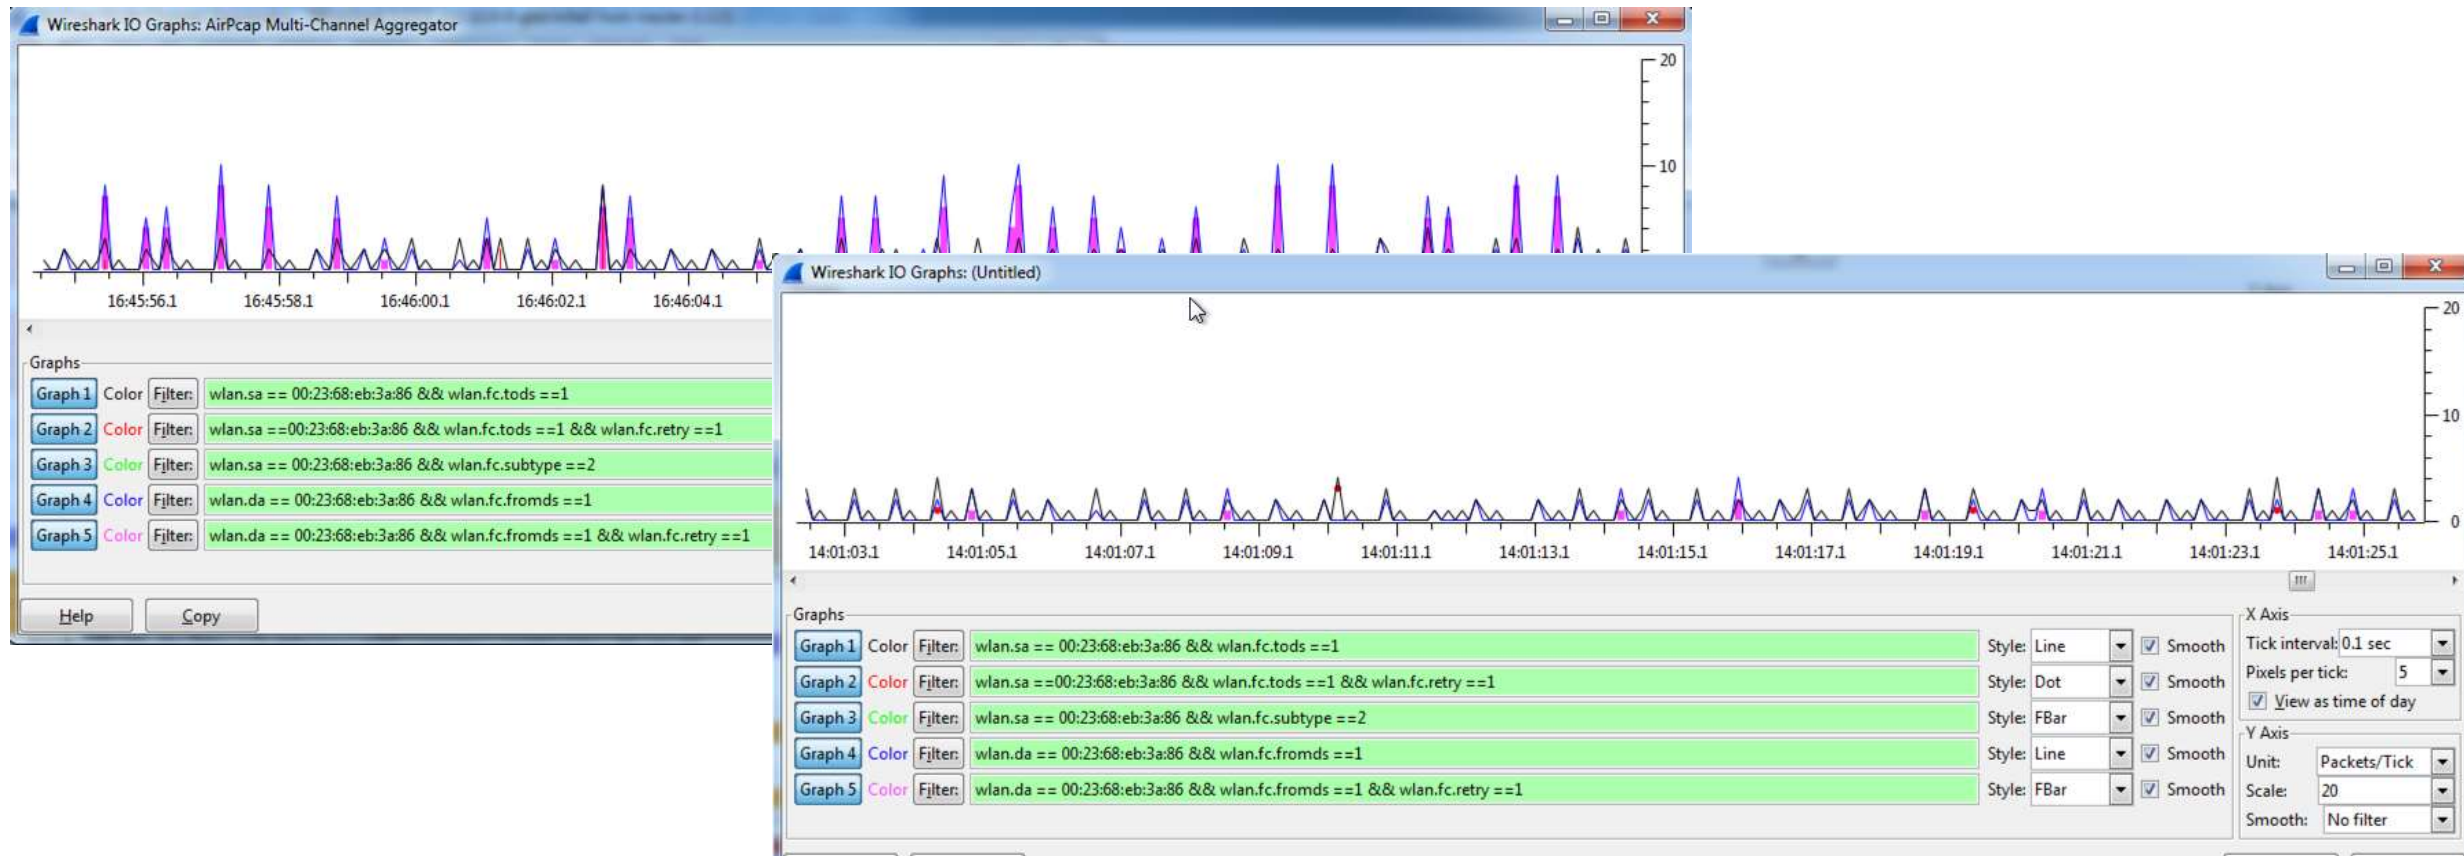 Wireshark IO Graphs: AirPcap Multi-Channel Aggregator
20
10
16:45:56.1 16:45:58.1 16:46:00.1 16:46:02.1 16:46:04.1
Graphs
Graph 1 Color Filter: wlan.sa == 00:23:68:eb:3a:86 && wlan.fc.tods ==1
Graph 2 Color Filter: wlan.sa ==00:23:68:eb:3a:86 && wlan.fc.tods ==1 && wlan.fc.retry ==1
Graph 3 Color Filter: wlan.sa == 00:23:68:eb:3a:86 && wlan.fc.subtype ==2
Graph 4 Color Filter: wlan.da == 00:23:68:eb:3a:86 && wlan.fc.fromds ==1
Graph 5 Color Filter: wlan.da == 00:23:68:eb:3a:86 && wlan.fc.fromds ==1 && wlan.fc.retry ==1
Help Copy
Wireshark IO Graphs: (Untitled)
20
10
0
14:01:03.1 14:01:05.1 14:01:07.1 14:01:09.1 14:01:11.1 14:01:13.1 14:01:15.1 14:01:17.1 14:01:19.1 14:01:21.1 14:01:23.1 14:01:25.1
Graphs
Graph 1 Color Filter: wlan.sa == 00:23:68:eb:3a:86 && wlan.fc.tods ==1 Style: Line Smooth
Graph 2 Color Filter: wlan.sa ==00:23:68:eb:3a:86 && wlan.fc.tods ==1 && wlan.fc.retry ==1 Style: Dot Smooth
Graph 3 Color Filter: wlan.sa == 00:23:68:eb:3a:86 && wlan.fc.subtype ==2 Style: FBar Smooth
Graph 4 Color Filter: wlan.da == 00:23:68:eb:3a:86 && wlan.fc.fromds ==1 Style: Line Smooth
Graph 5 Color Filter: wlan.da == 00:23:68:eb:3a:86 && wlan.fc.fromds ==1 && wlan.fc.retry ==1 Style: FBar Smooth
X Axis
Tick interval: 0.1 sec
Pixels per tick: 5
View as time of day
Y Axis
Unit: Packets/Tick
Scale: 20
Smooth: No filter